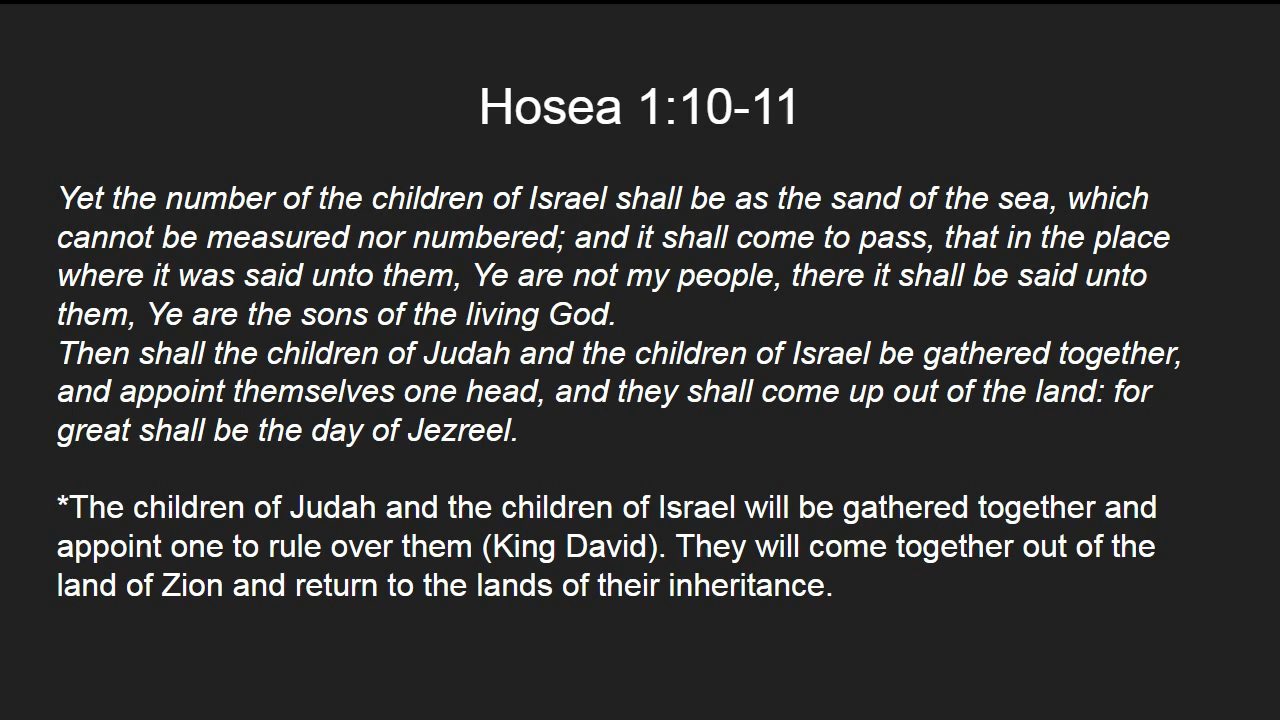 Hosea 1:10-11
Yet the number of the children of Israel shall be as the sand of the sea, which
cannot be measured nor numbered; and it shall come to pass, that in the place
where it was said unto them, Ye are not my people, there it shall be said unto
them, Ye are the sons of the living God.
Then shall the children of Judah and the children of Israel be gathered together,
and appoint themselves one head, and they shall come up out of the land: for
great shall be the day of Jezreel.
*The children of Judah and the children of Israel will be gathered together and
appoint one to rule over them (King David). They will come together out of the
land of Zion and return to the lands of their inheritance.